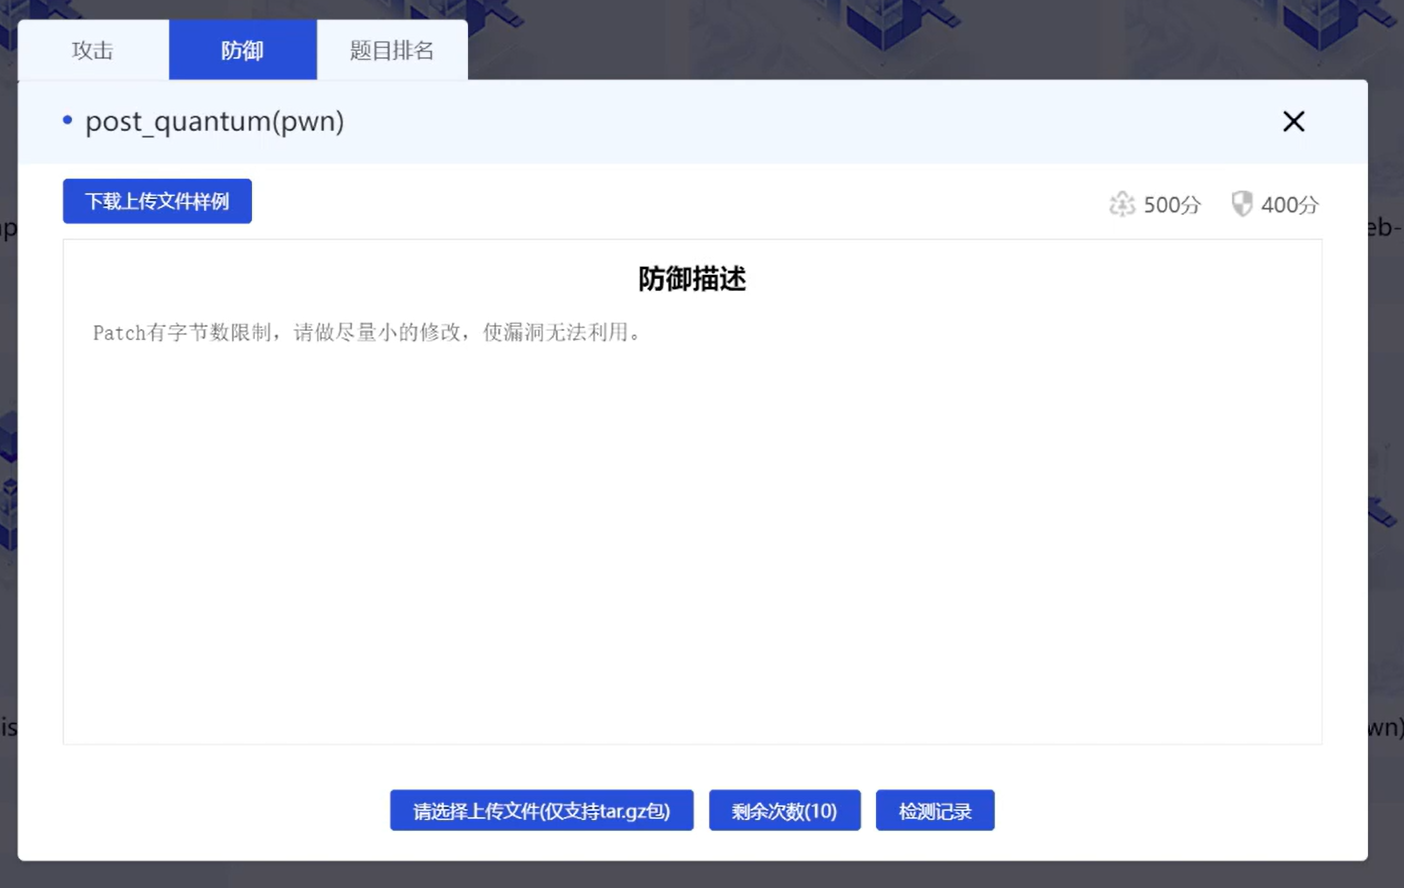 攻击
防御
题目排名
post_quantum(pwn)
下载上传文件样例
500分
400分
防御描述
Patch有字节数限制，请做尽量小的修改，使漏洞无法利用。
请选择上传文件(仅支持tar.gz包)
剩余次数(10)
检测记录
eb-
is
wn)